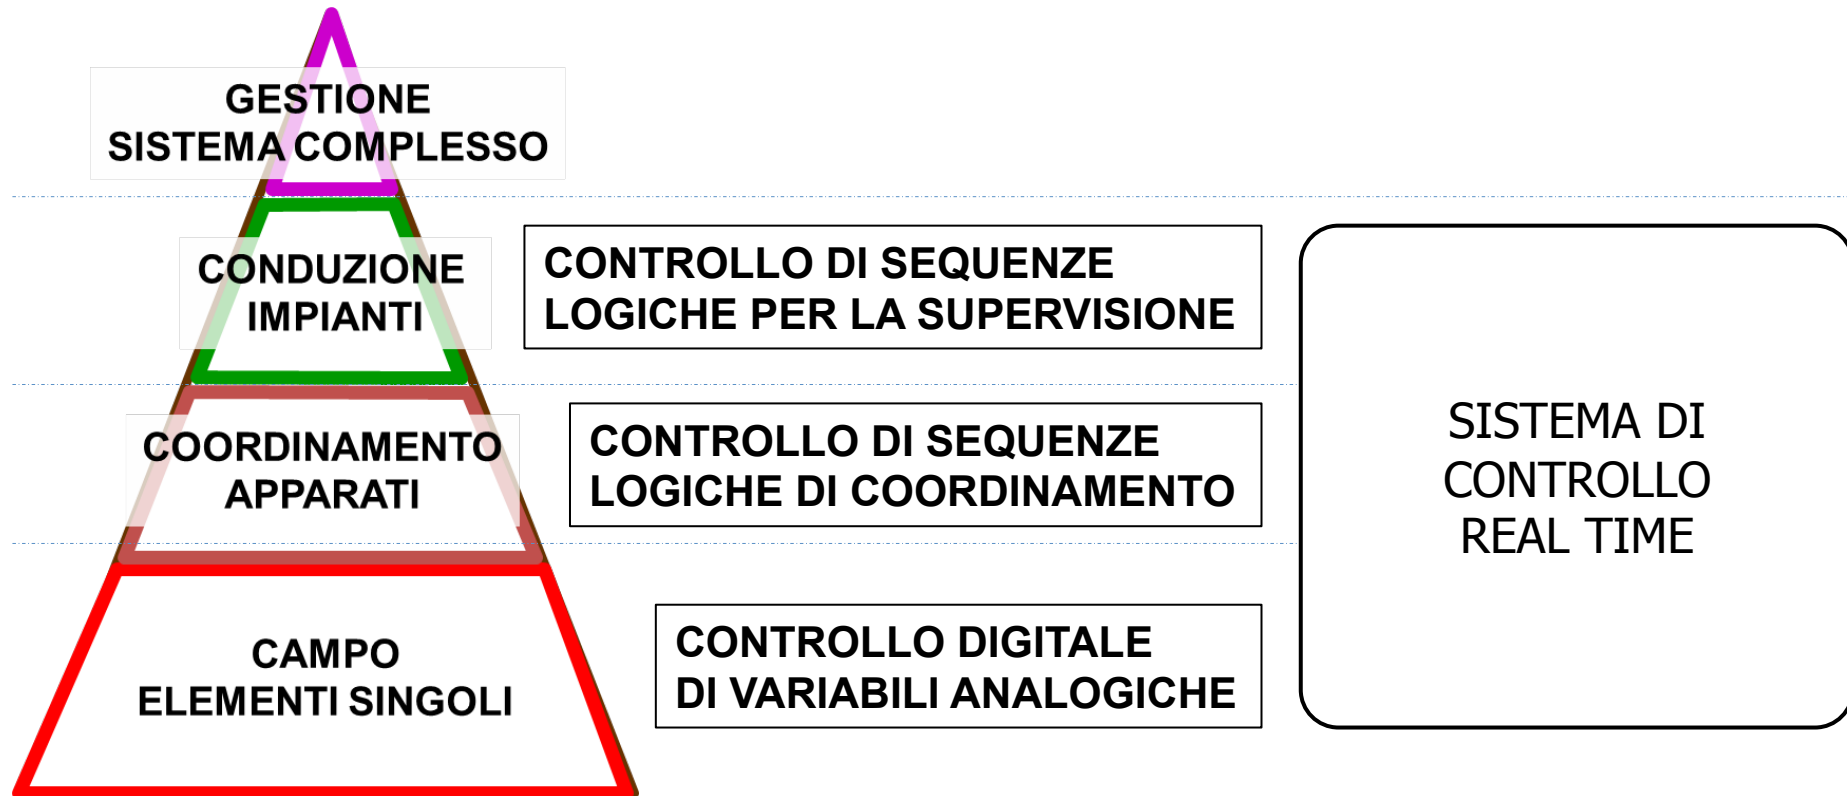 GESTIONE
SISTEMA COMPLESSO
CONDUZIONE
IMPIANTI
CONTROLLO DI SEQUENZE
LOGICHE PER LA SUPERVISIONE
COORDINAMENTO
APPARATI
CONTROLLO DI SEQUENZE
LOGICHE DI COORDINAMENTO
CAMPO
ELEMENTI SINGOLI
CONTROLLO DIGITALE
DI VARIABILI ANALOGICHE
SISTEMA DI
CONTROLLO
REAL TIME